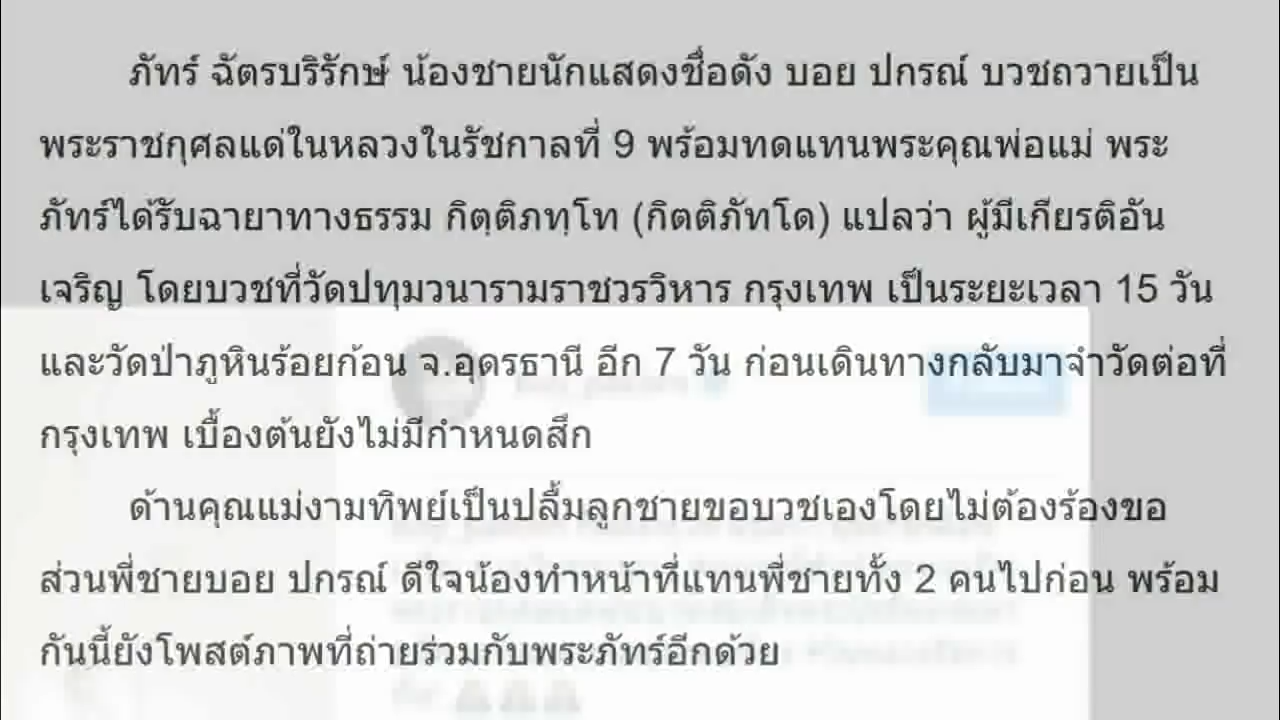 ภัทร์ ฉัตรบริรักษ์ น้องชายนักแสดงชื่อดัง บอย ปกรณ์ บวชถวายเป็น
พระราชกุศลแด่ในหลวงในรัชกาลที่ 9 พร้อมทดแทนพระคุณพ่อแม่ พระ
ภัทร์ได้รับฉายาทางธรรม กิตฺติภทฺโท (กิตติภัทโด) แปลว่า ผู้มีเกียรติอัน
เจริญ โดยบวชที่วัดปทุมวนารามราชวรวิหาร กรุงเทพ เป็นระยะเวลา 15 วัน
และวัดป่าภูหินร้อยก้อน จ.อุดรธานี อีก 7 วัน ก่อนเดินทางกลับมาจำวัดต่อที่
กรุงเทพ เบื้องต้นยังไม่มีกำหนดสึก
ด้านคุณแม่งามทิพย์เป็นปลื้มลูกชายขอบวชเองโดยไม่ต้องร้องขอ
ส่วนพี่ชายบอย ปกรณ์ ดีใจน้องทำหน้าที่แทนพี่ชายทั้ง 2 คนไปก่อน พร้อม
กันนี้ยังโพสต์ภาพที่ถ่ายร่วมกับพระภัทร์อีกด้วย